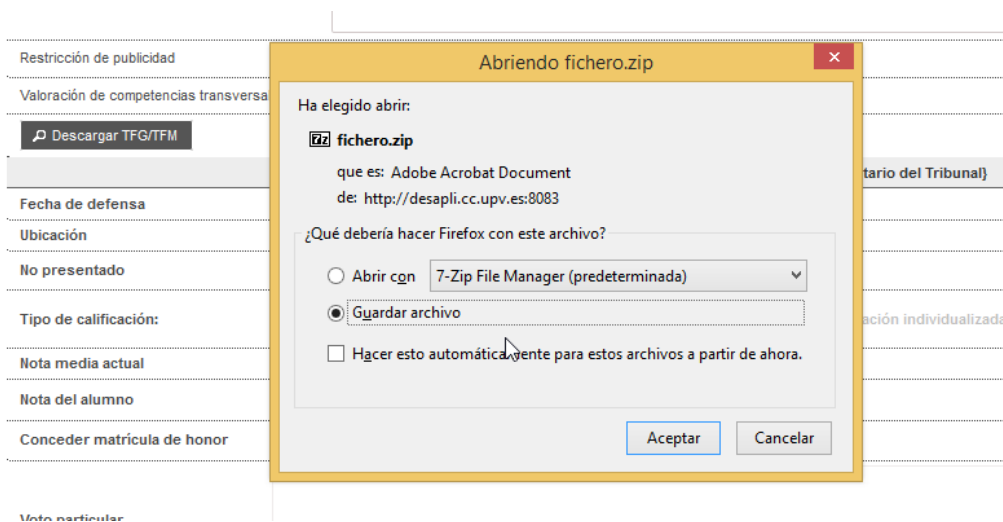 Restricción de publicidad
Valoración de competencias transversa
Descargar TFG/TFM
tario del Tribunal}
Fecha de defensa
Ubicación
No presentado
Tipo de calificación:
ación individualizada
Nota media actual
Nota del alumno
Conceder matrícula de honor
Voto particular
Abriendo fichero.zip
Ha elegido abrir:
fichero.zip
que es: Adobe Acrobat Document
de: http://desapli.cc.upv.es:8083
¿Qué debería hacer Firefox con este archivo?
Abrir con 7-Zip File Manager (predeterminada)
Guardar archivo
Hacer esto automáticamente para estos archivos a partir de ahora.
Aceptar Cancelar